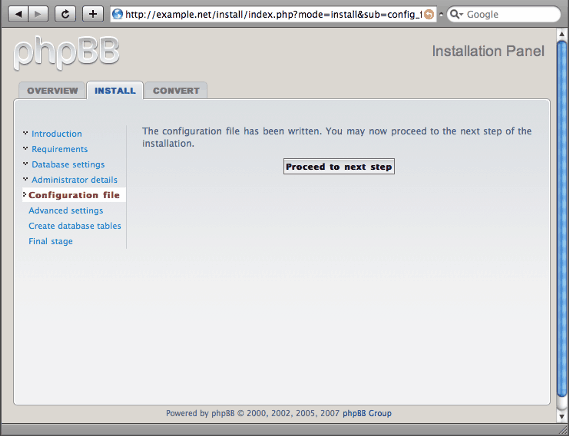 http://example.net/install/index.php?mode=install&sub=config_
Google
phpBB
Installation Panel
OVERVIEW
INSTALL
CONVERT
Introduction
Requirements
Database settings
Administrator details
Configuration file
Advanced settings
Create database tables
Final stage
The configuration file has been written. You may now proceed to the next step of the
installation.
Proceed to next step
Powered by phpBB © 2000, 2002, 2005, 2007 phpBB Group